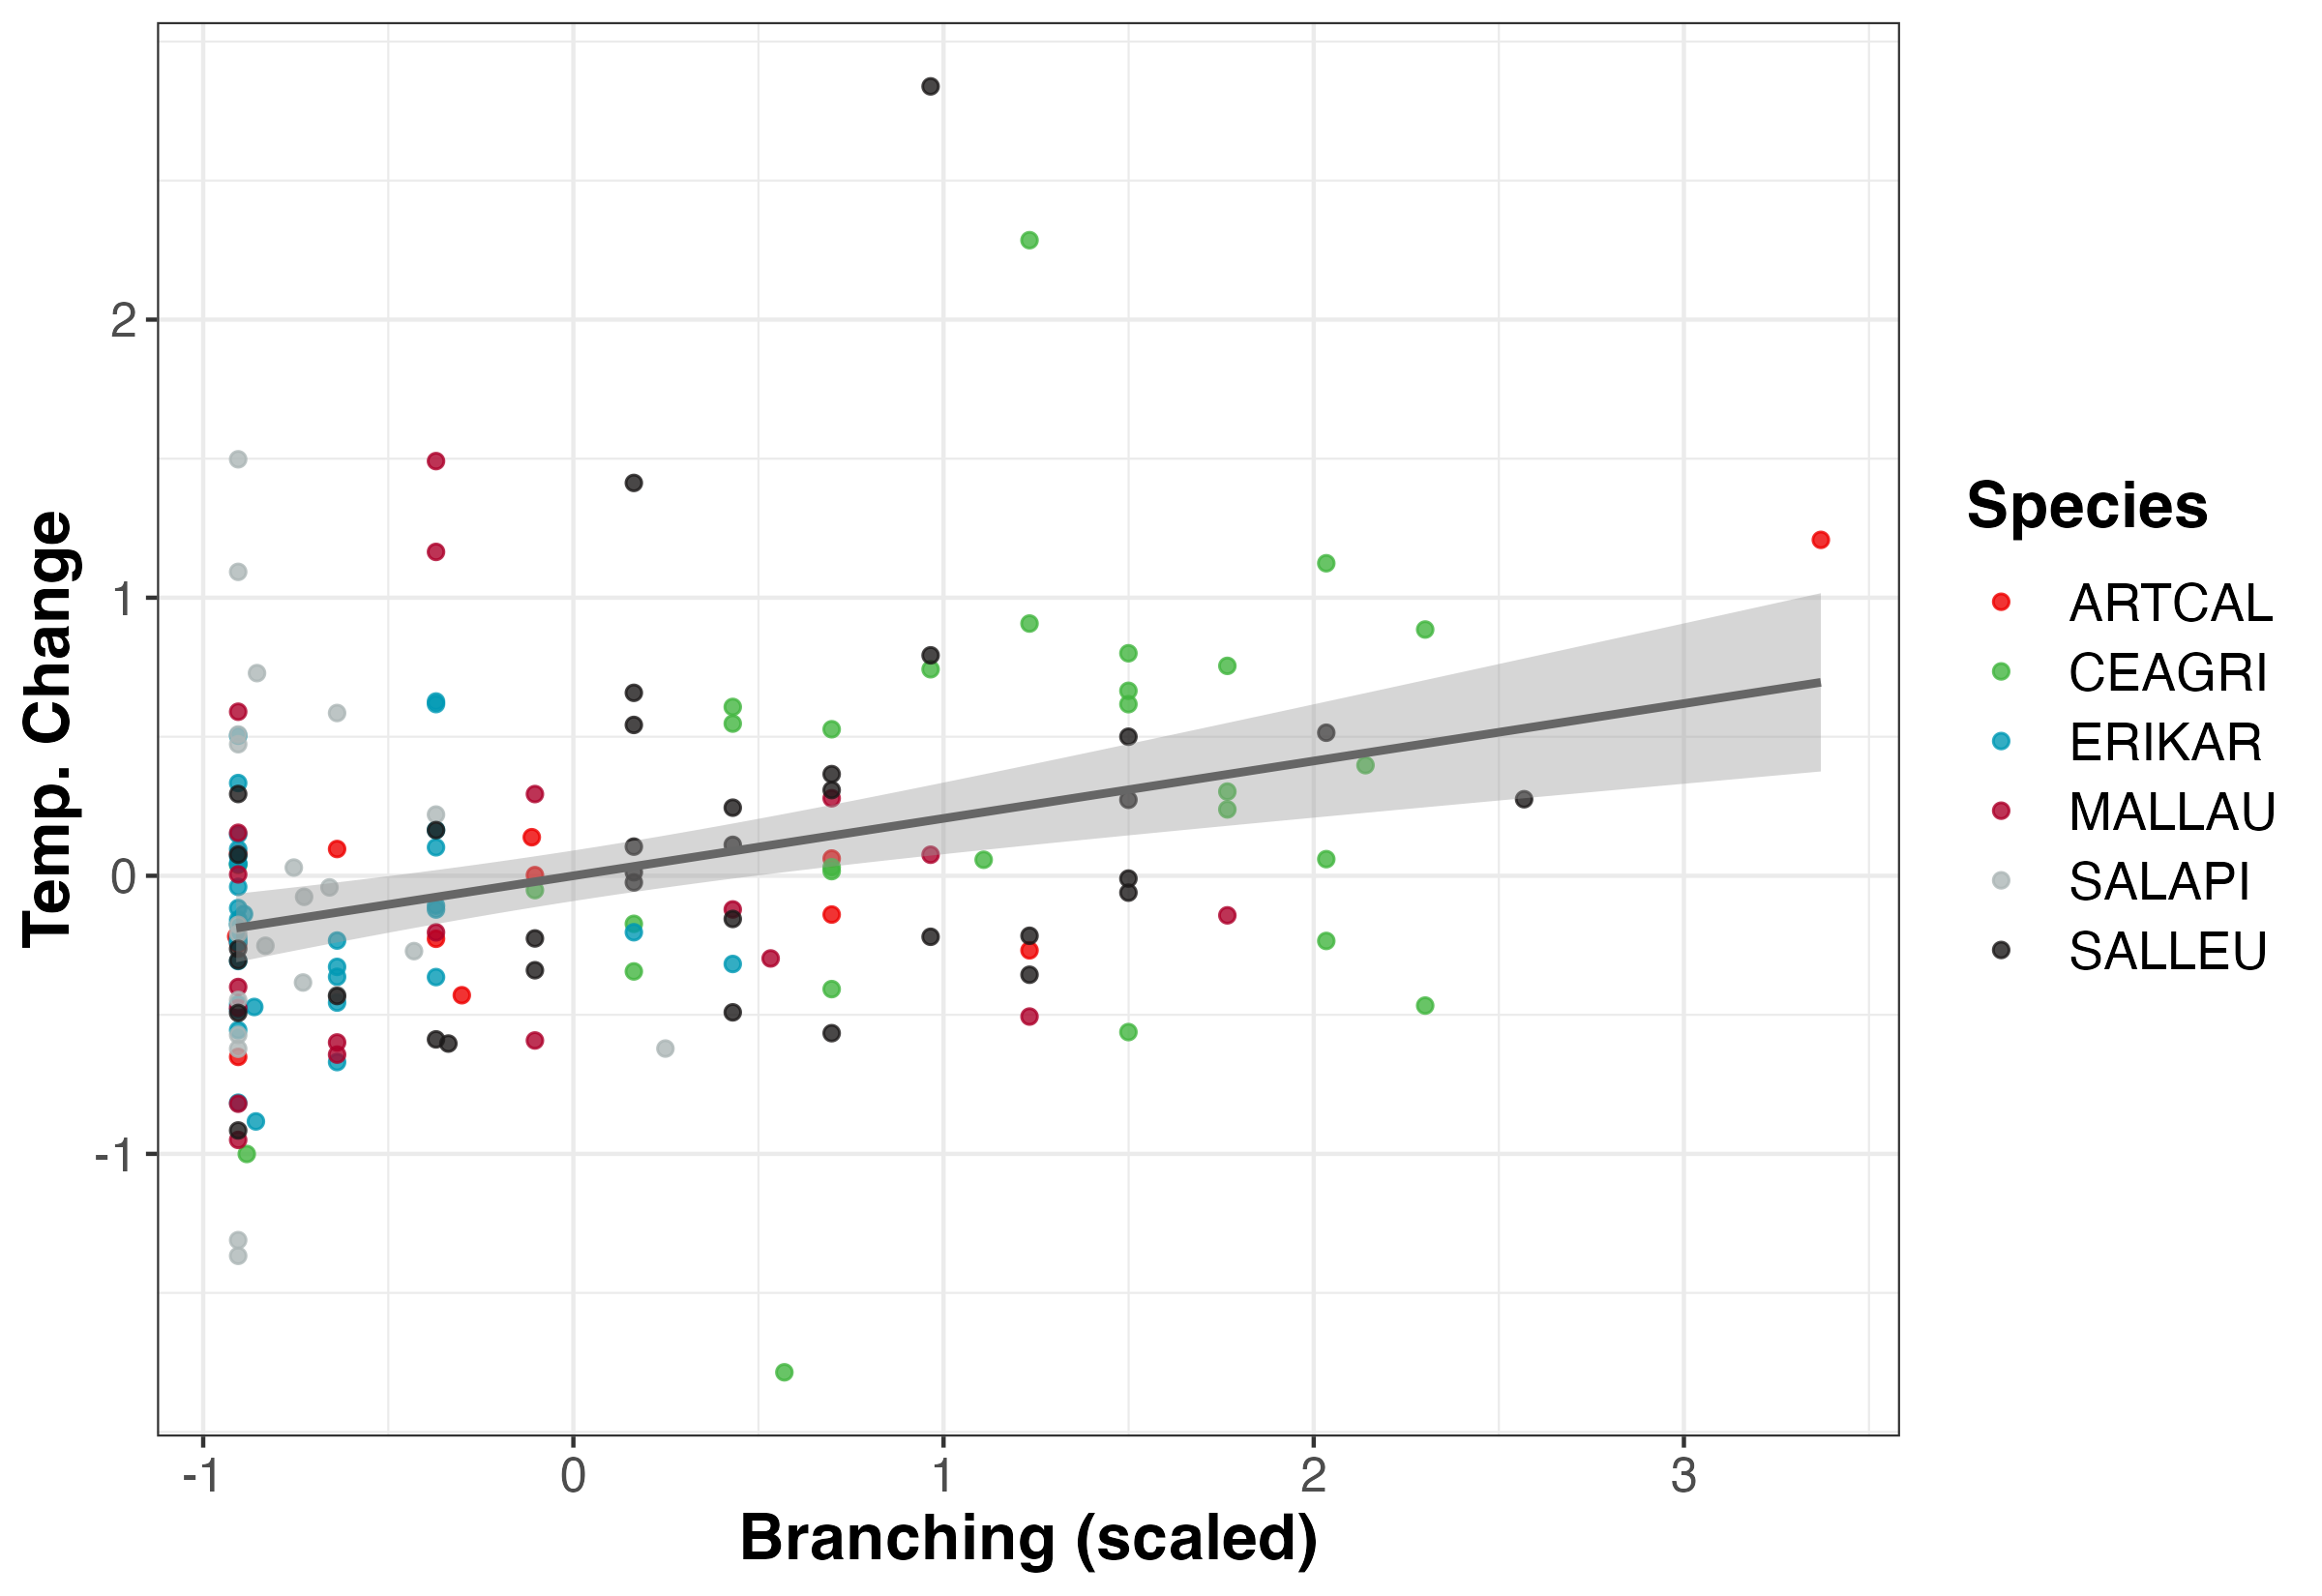 Temp. Change
2
1
0
-1
-1 0 1 2 3
Branching (scaled)
Species
ARTCAL
CEAGRI
ERIKAR
MALLAU
SALAPI
SALLEU